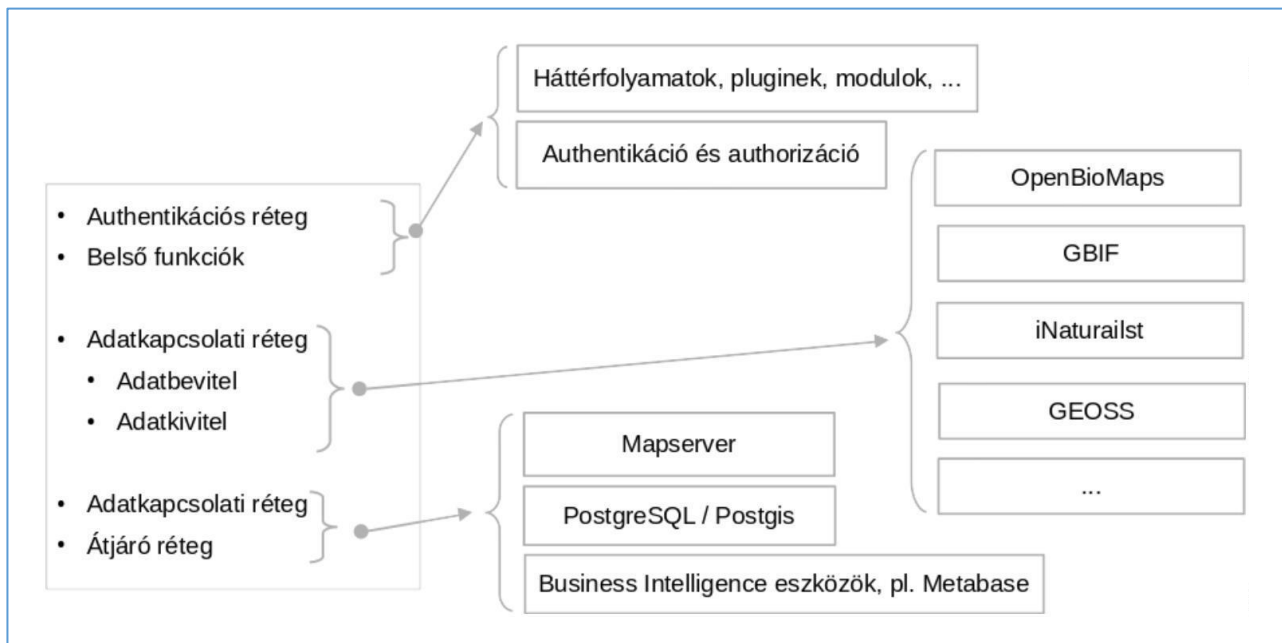 Háttérfolyamatok, pluginek, modulok, ...
Authentikáció és authorizáció
• Authentikációs réteg
• Belső funkciók
• Adatkapcsolati réteg
• Adatbevitel
• Adatkivitel
• Adatkapcsolati réteg
• Átjáró réteg
OpenBioMaps
GBIF
iNaturailst
GEOSS
...
Mapserver
PostgreSQL / Postgis
Business Intelligence eszközök, pl. Metabase